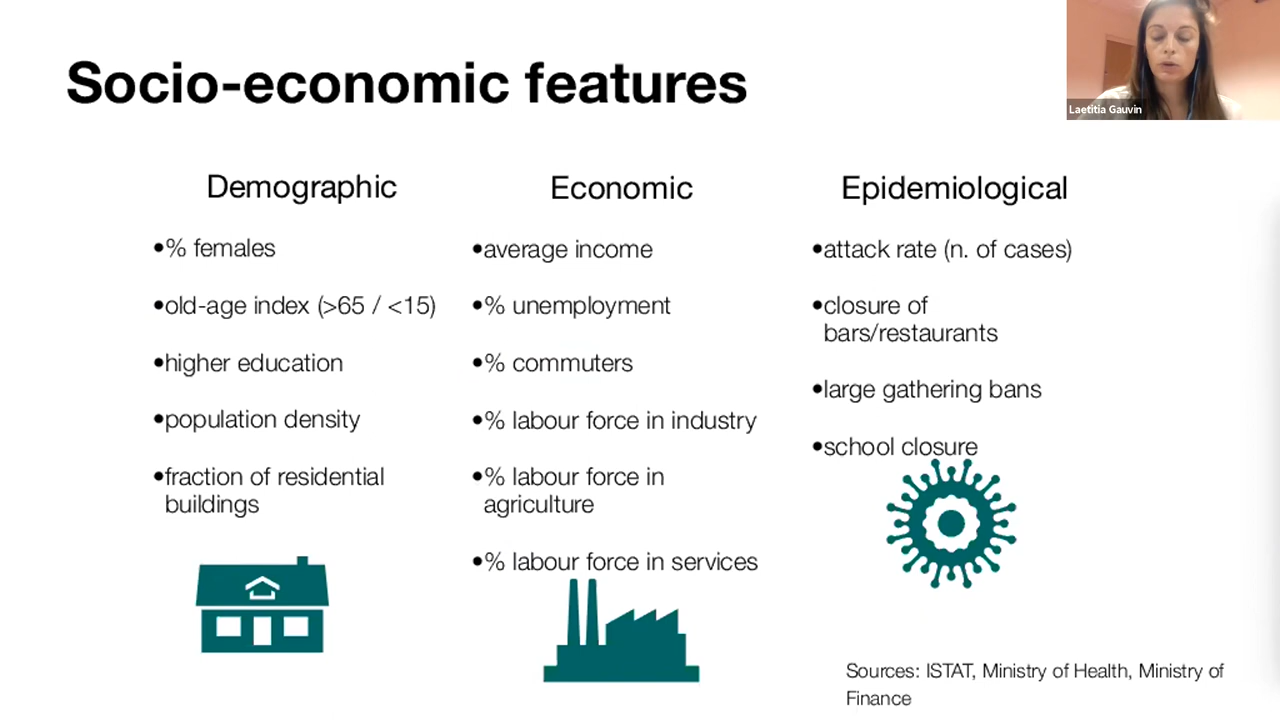 Socio-economic features
Laetitia Gauvin
Demographic
•% females
•old-age index (>65 / <15)
•higher education
•population density
•fraction of residential
buildings
Economic
•average income
•% unemployment
•% commuters
•% labour force in industry
•% labour force in
agriculture
•% labour force in services
Epidemiological
•attack rate (n. of cases)
•closure of
bars/restaurants
•large gathering bans
•school closure
Sources: ISTAT, Ministry of Health, Ministry of
Finance